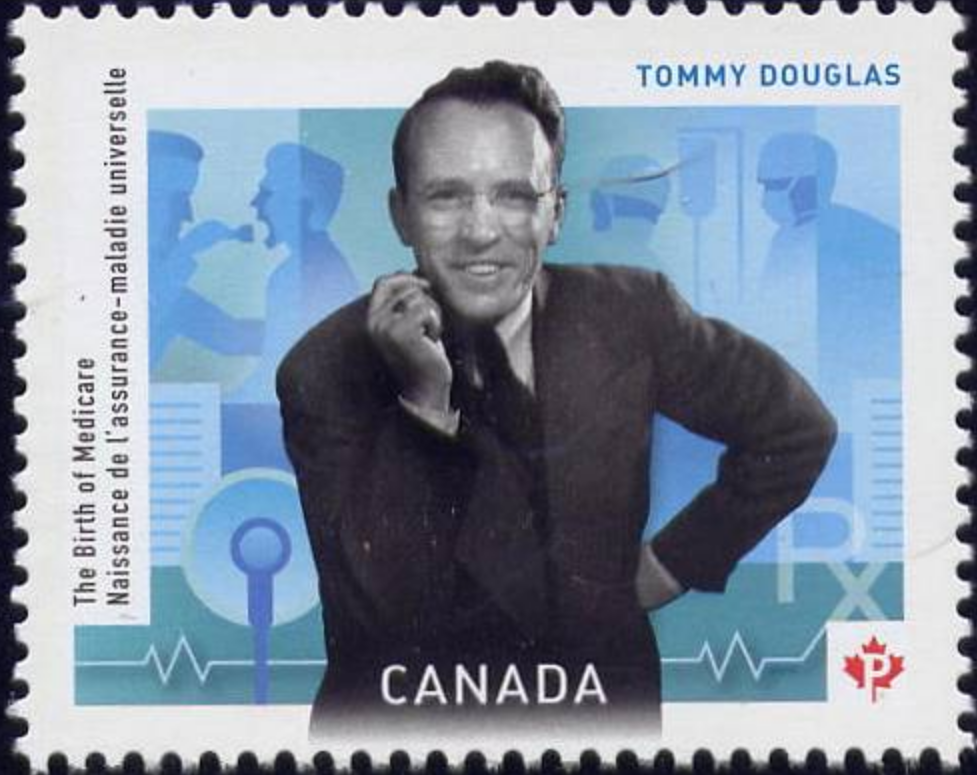 TOMMY DOUGLAS
The Birth of Medicare
Naissance de l'assurance-maladie universelle
Rx
CANADA
P